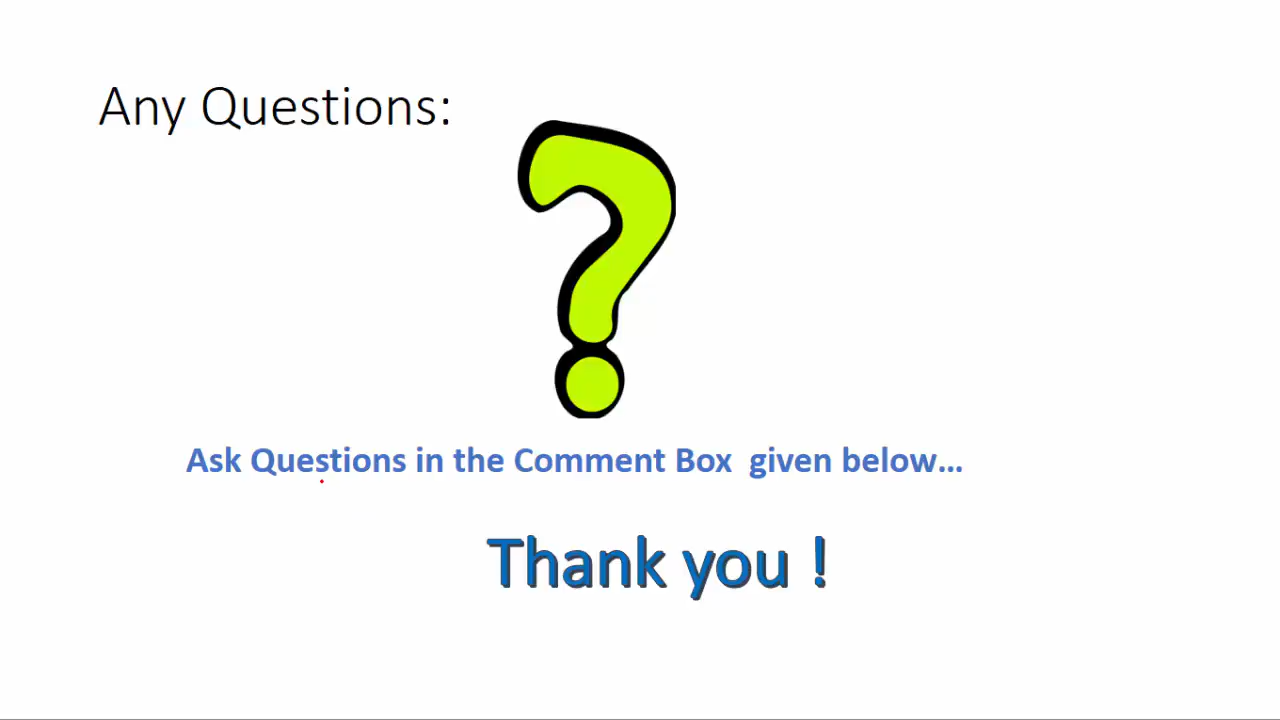 Any Questions:
Ask Questions in the Comment Box  given below...
Thank you !